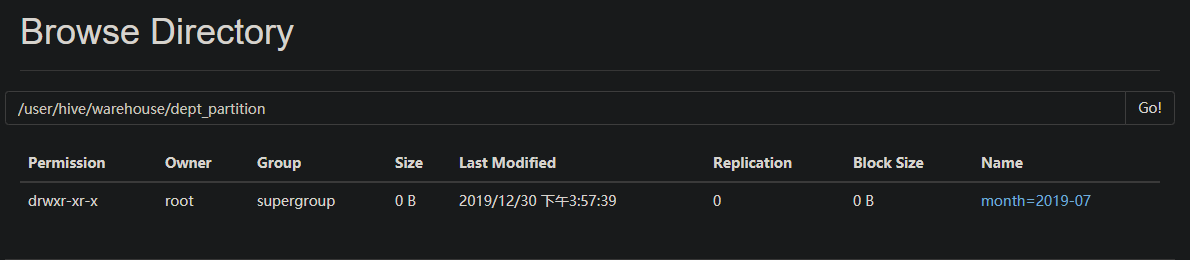 Browse Directory
/user/hive/warehouse/dept_partition Go!
Permission Owner Group Size Last Modified Replication Block Size Name
drwxr-xr-x root supergroup 0 B 2019/12/30 下午3:57:39 0 0 B month=2019-07